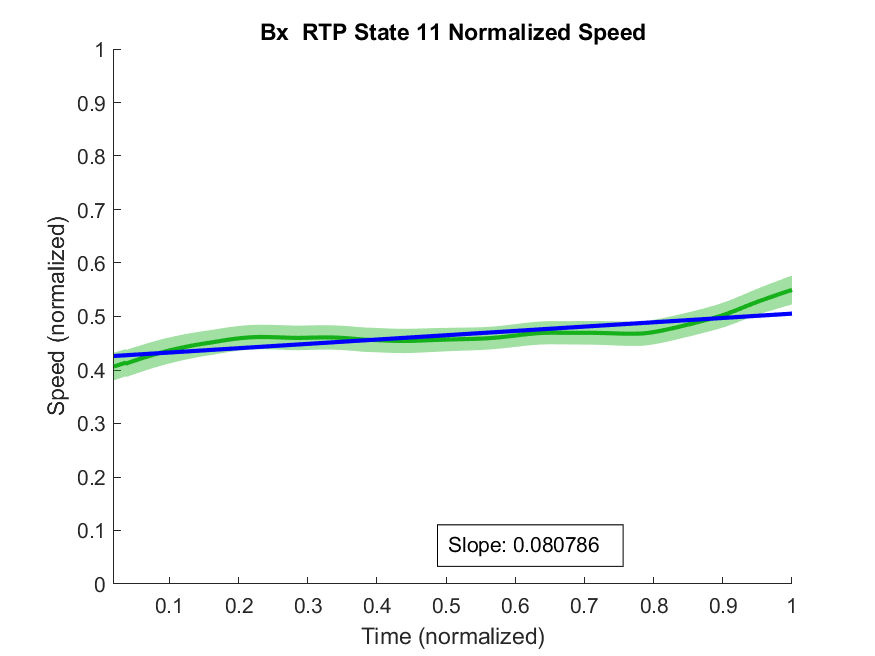 Bx  RTP State 11 Normalized Speed
1
0.9
0.8
0.7
0.6
0.5
0.4
0.3
0.2
0.1
0
Speed (normalized)
Slope: 0.080786
0.1 0.2 0.3 0.4 0.5 0.6 0.7 0.8 0.9 1
Time (normalized)